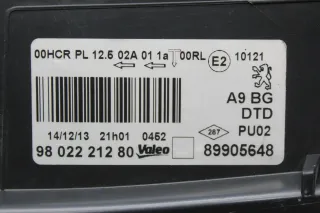 00HCR PL 12.5 02A 01 1a 00RL E2 10121
A9 BG
DTD
14/12/13 21h01 0452 287 PU02
98 022 212 80 Valeo 89905648